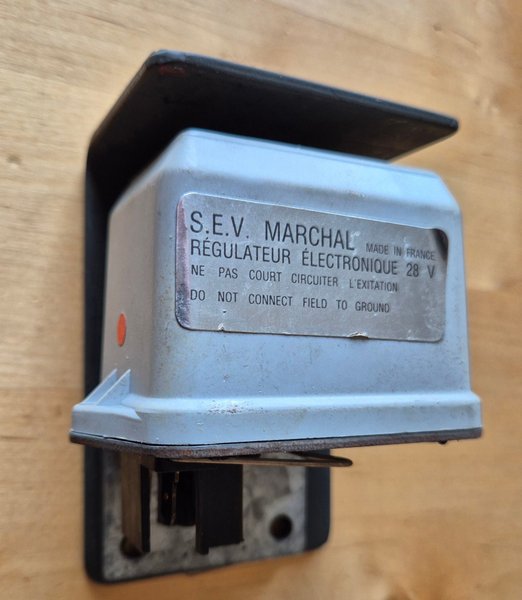 S.E.V. MARCHAL MADE IN FRANCE
RÉGULATEUR ÉLECTRONIQUE 28 V
NE PAS COURT CIRCUITER L'EXITATION
DO NOT CONNECT FIELD TO GROUND